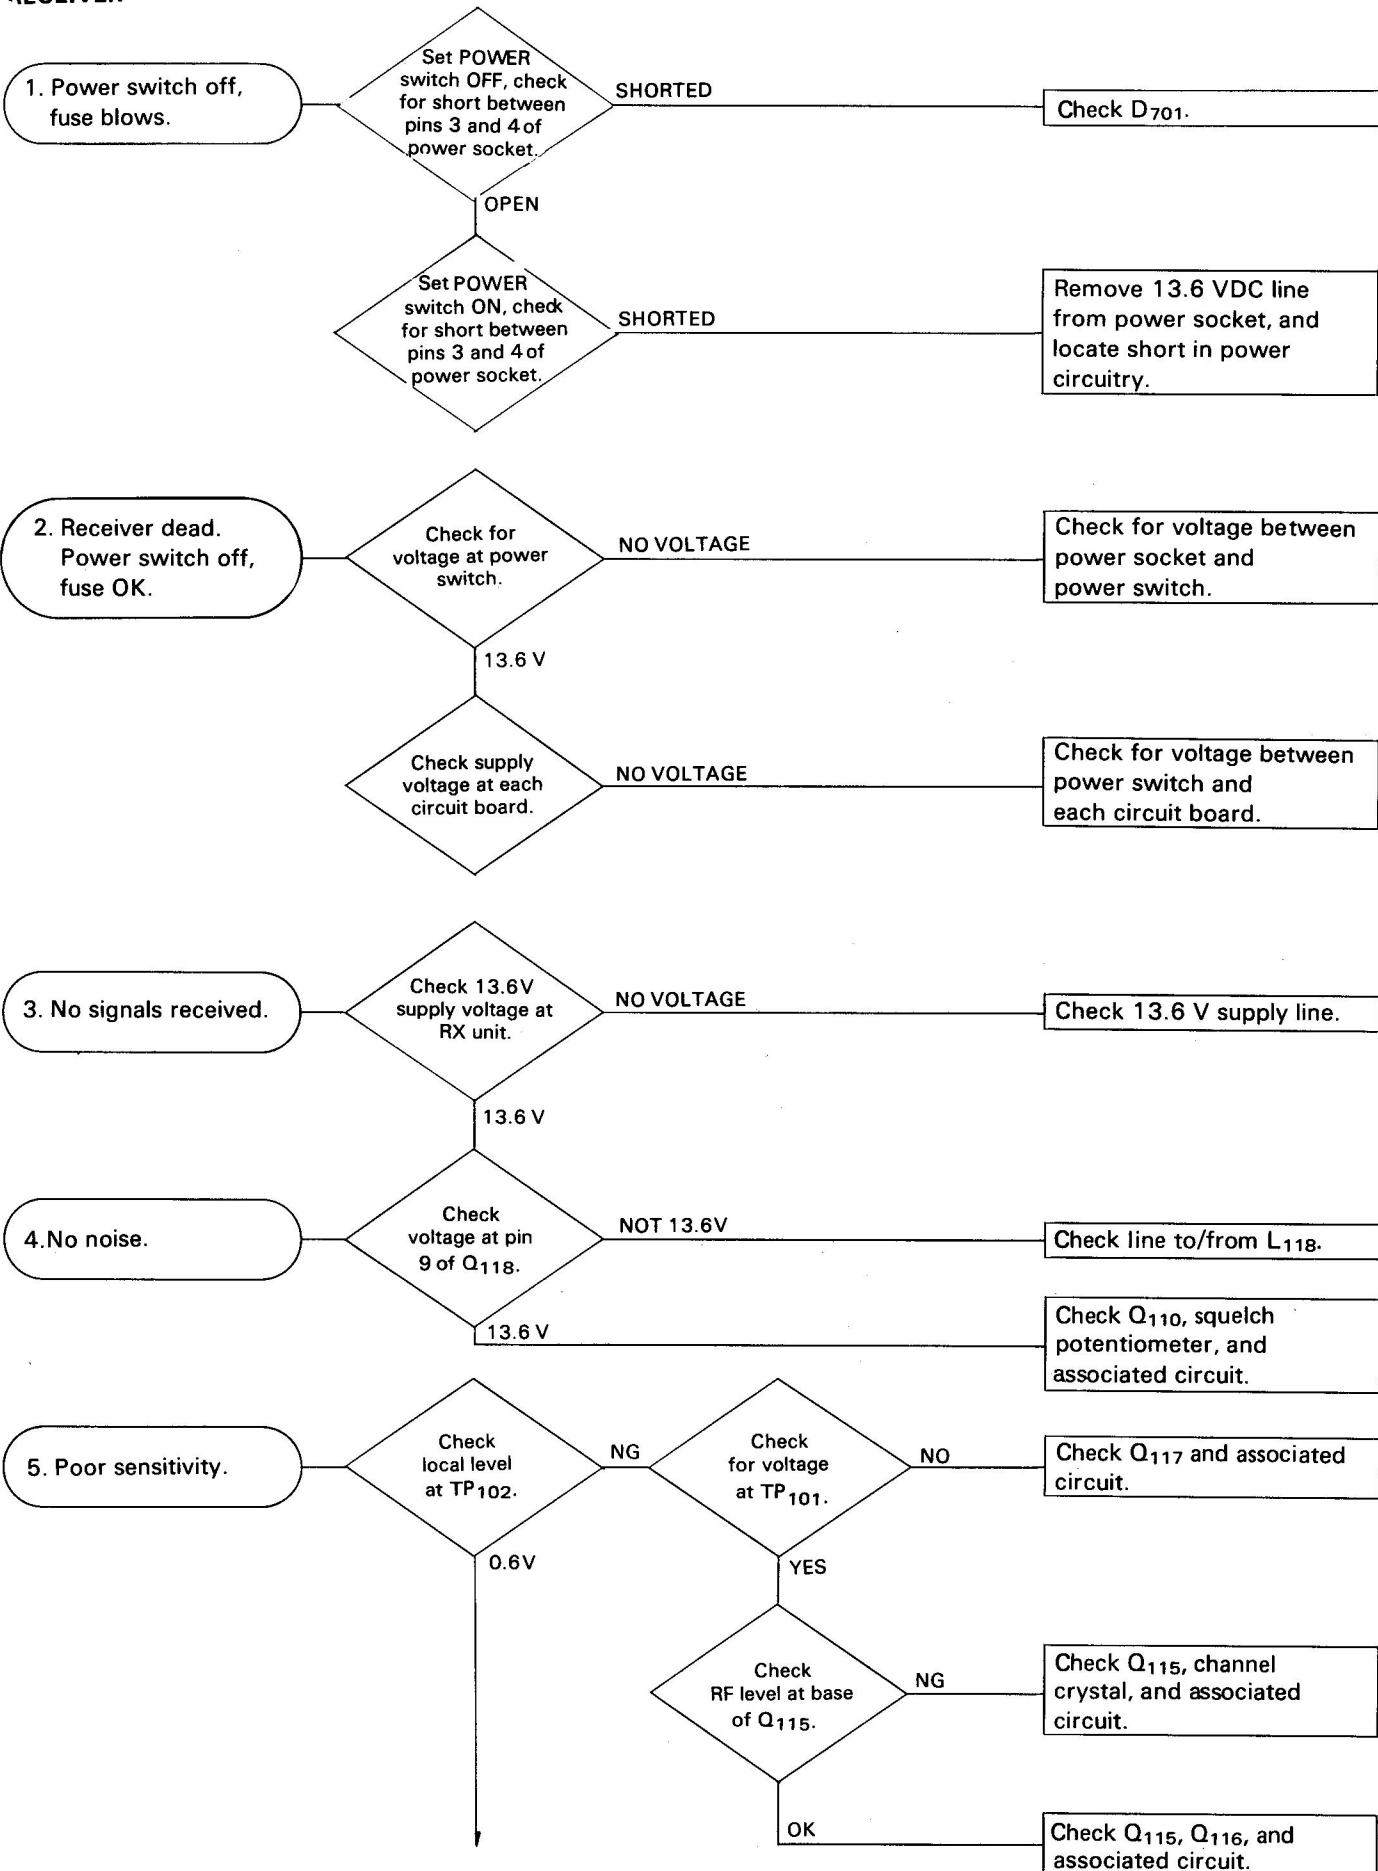 RECEIVER
1. Power switch off,
fuse blows.
Set POWER
switch OFF, check
for short between
pins 3 and 4 of
power socket.
SHORTED
Check D701.
OPEN
Set POWER
switch ON, check
for short between
pins 3 and 4 of
power socket.
SHORTED
Remove 13.6 VDC line
from power socket, and
locate short in power
circuitry.
2. Receiver dead.
Power switch off,
fuse OK.
Check for
voltage at power
switch.
NO VOLTAGE
Check for voltage between
power socket and
power switch.
13.6 V
Check supply
voltage at each
circuit board.
NO VOLTAGE
Check for voltage between
power switch and
each circuit board.
3. No signals received.
Check 13.6V
supply voltage at
RX unit.
NO VOLTAGE
Check 13.6 V supply line.
13.6 V
4.No noise.
Check
voltage at pin
9 of Q118.
NOT 13.6V
Check line to/from L118.
13.6 V
Check Q110, squelch
potentiometer, and
associated circuit.
5. Poor sensitivity.
Check
local level
at TP102.
NG
Check
for voltage
at TP101.
NO
Check Q117 and associated
circuit.
0.6V
YES
Check
RF level at base
of Q115.
NG
Check Q115, channel
crystal, and associated
circuit.
OK
Check Q115, Q116, and
associated circuit.